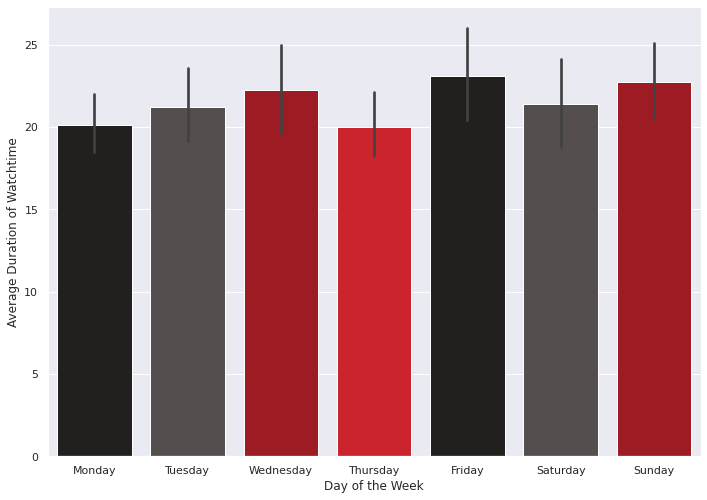 Average Duration of Watchtime
25
20
15
10
5
0
Monday Tuesday Wednesday Thursday Friday Saturday Sunday
Day of the Week